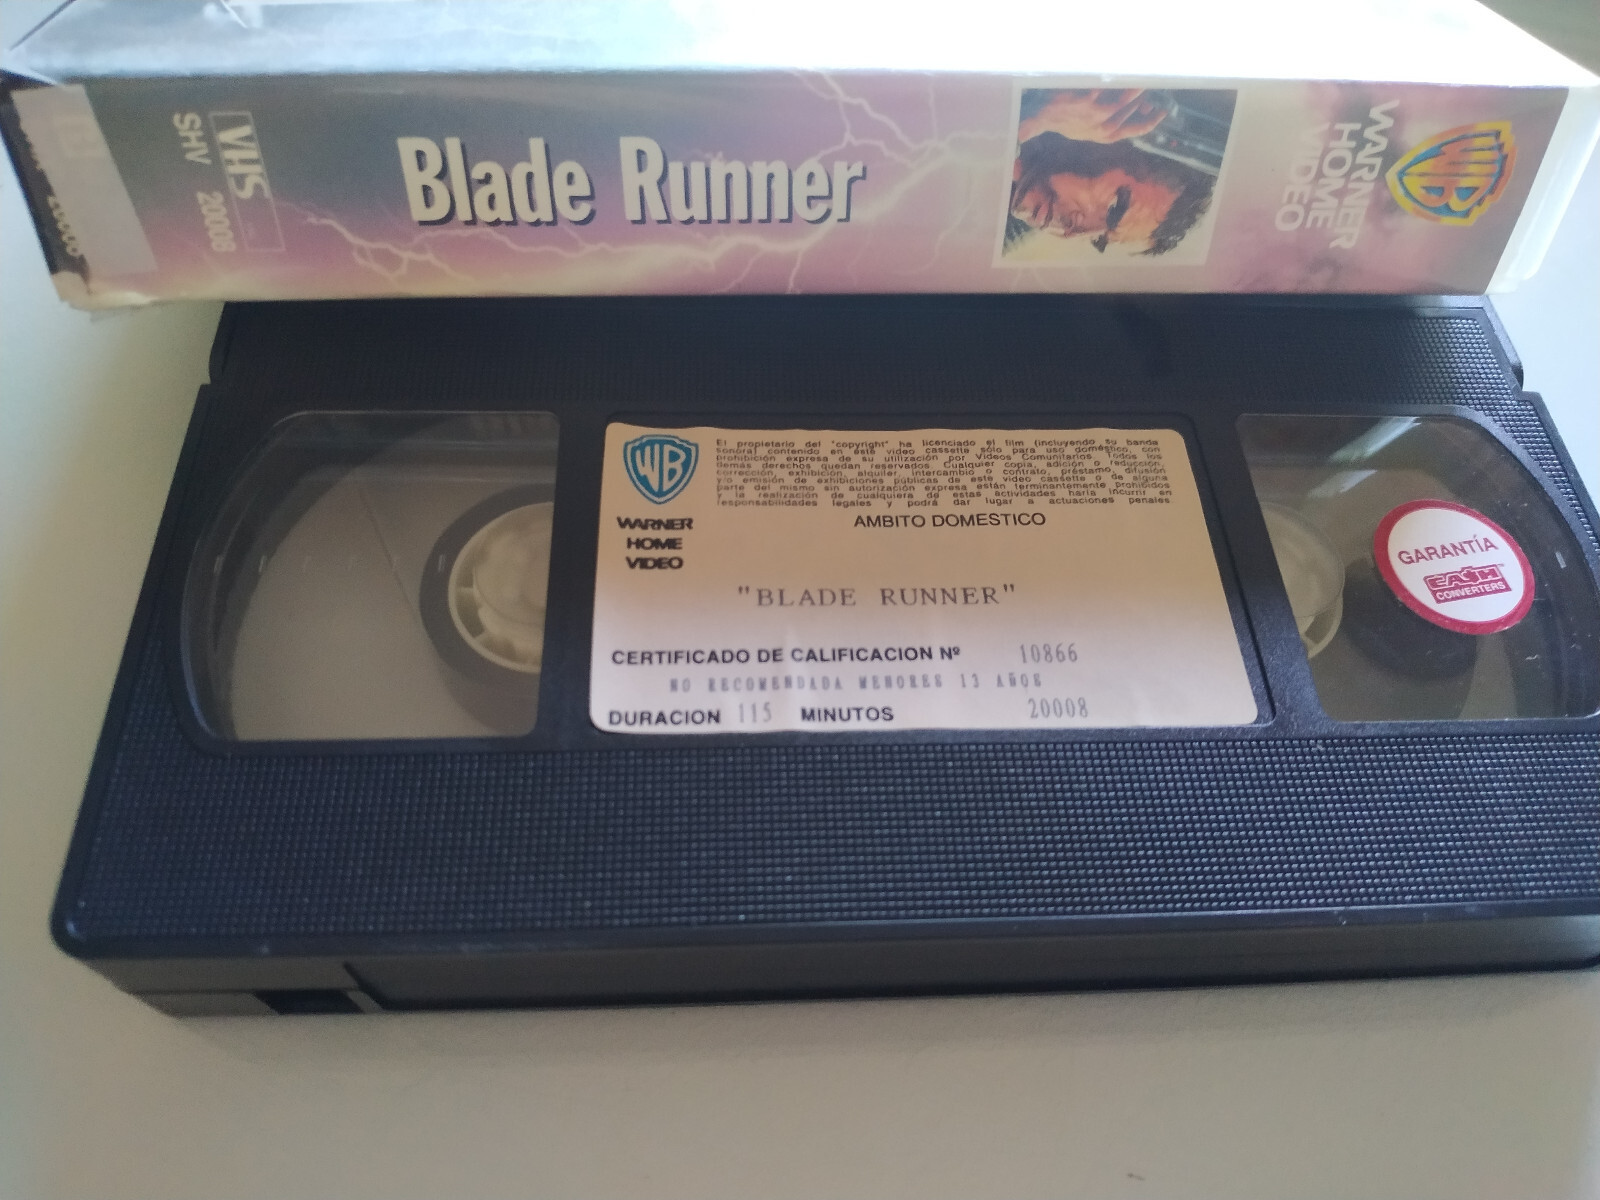 Blade Runner
VHS
SHV 20008
WARNER
HOME
VIDEO
WB
WB
WARNER
HOME
VIDEO
El propietario del "copyright" ha licenciado el film (incluyendo su banda
sonora) contenido en este video cassette sólo para uso doméstico, con
prohibición expresa de su utilización por Videos Comunitarios. Todos los
demás derechos quedan reservados. Cualquier copia, adición o reducción,
corrección, exhibición alquiler, intercambio o contrato, préstamo, difusión
y/o emisión de exhibiciones públicas de este video cassette o de alguna
parte del mismo sin autorización expresa están terminantemente prohibidos
y la realización de cualquiera de estas actividades haría incurrir en
responsabilidades legales y podrá dar lugar a actuaciones penales.
AMBITO DOMESTICO
"BLADE RUNNER"
CERTIFICADO DE CALIFICACION Nº 10866
NO RECOMENDADA MENORES 13 AÑOS
DURACION 115 MINUTOS 20008
GARANTÍA
CASH
CONVERTERS